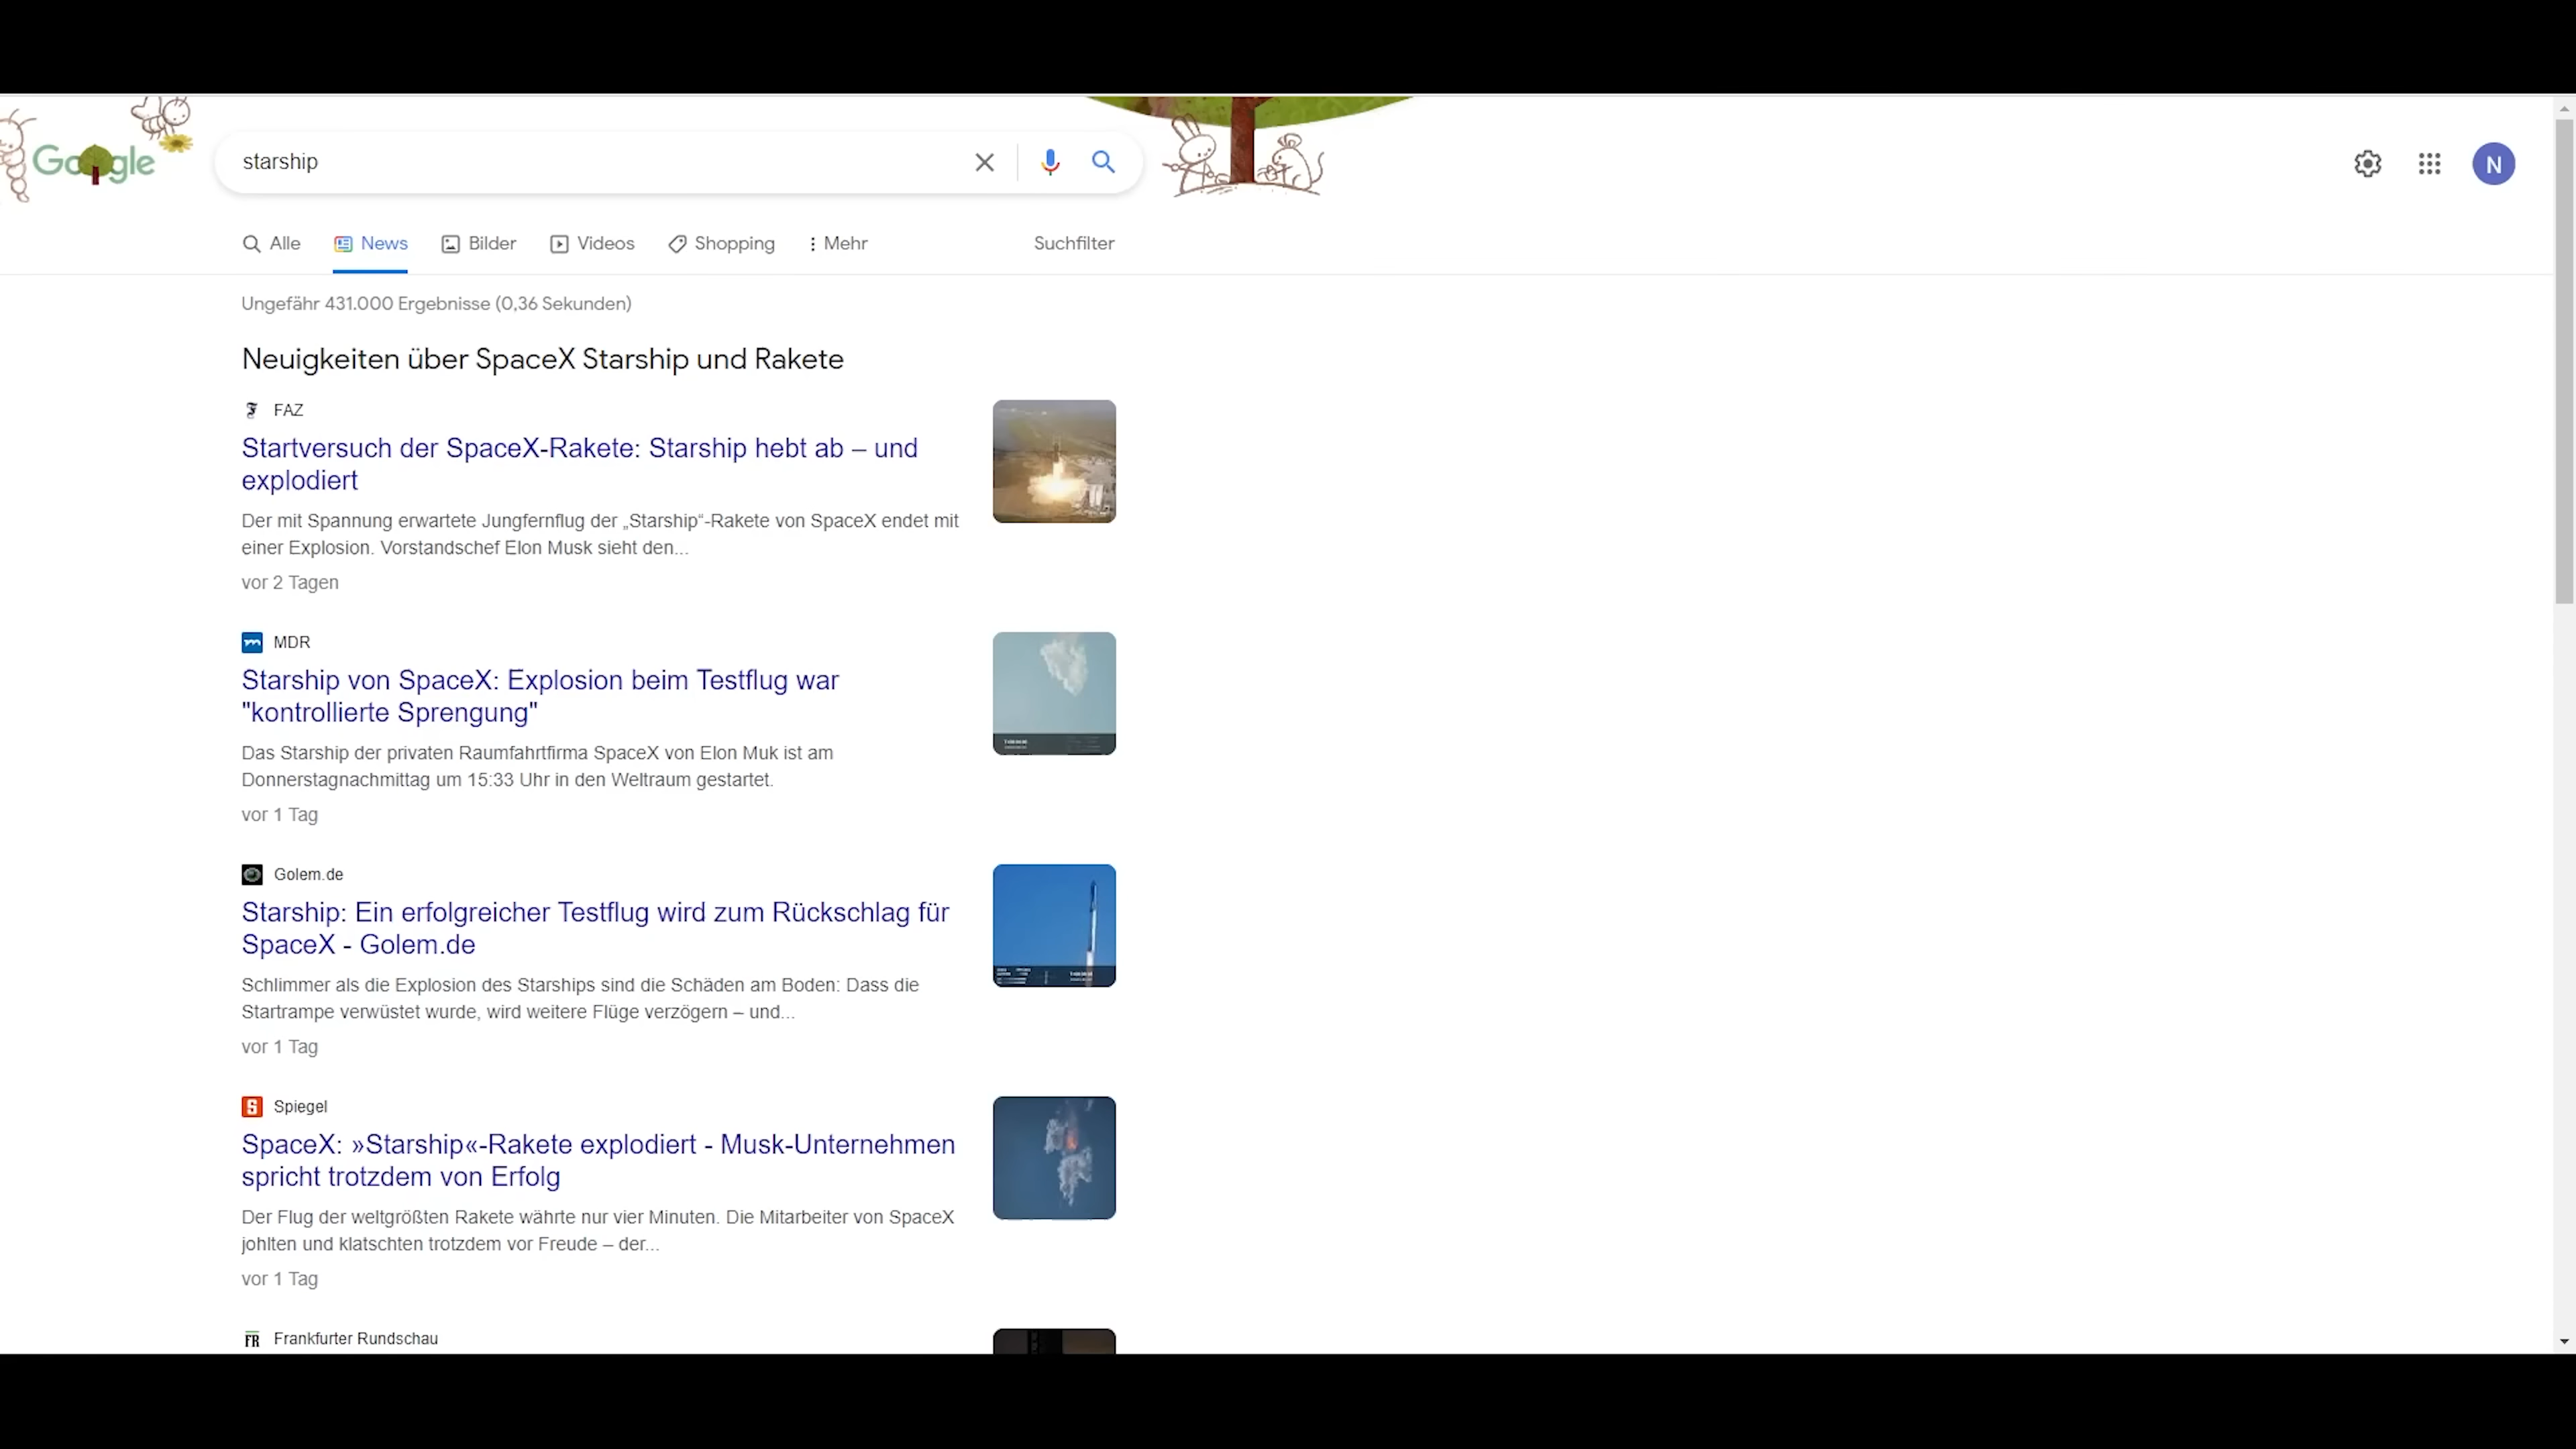 Google
starship
Alle News Bilder Videos Shopping Mehr Suchfilter
N
Ungefähr 431.000 Ergebnisse (0,36 Sekunden)
Neuigkeiten über SpaceX Starship und Rakete
FAZ
Startversuch der SpaceX-Rakete: Starship hebt ab – und
explodiert
Der mit Spannung erwartete Jungfernflug der „Starship“-Rakete von SpaceX endet mit
einer Explosion. Vorstandschef Elon Musk sieht den...
vor 2 Tagen
MDR
Starship von SpaceX: Explosion beim Testflug war
"kontrollierte Sprengung"
Das Starship der privaten Raumfahrtfirma SpaceX von Elon Muk ist am
Donnerstagnachmittag um 15:33 Uhr in den Weltraum gestartet.
vor 1 Tag
Golem.de
Starship: Ein erfolgreicher Testflug wird zum Rückschlag für
SpaceX - Golem.de
Schlimmer als die Explosion des Starships sind die Schäden am Boden: Dass die
Startrampe verwüstet wurde, wird weitere Flüge verzögern – und...
vor 1 Tag
Spiegel
SpaceX: »Starship«-Rakete explodiert - Musk-Unternehmen
spricht trotzdem von Erfolg
Der Flug der weltgrößten Rakete währte nur vier Minuten. Die Mitarbeiter von SpaceX
johlten und klatschten trotzdem vor Freude – der...
vor 1 Tag
FR Frankfurter Rundschau